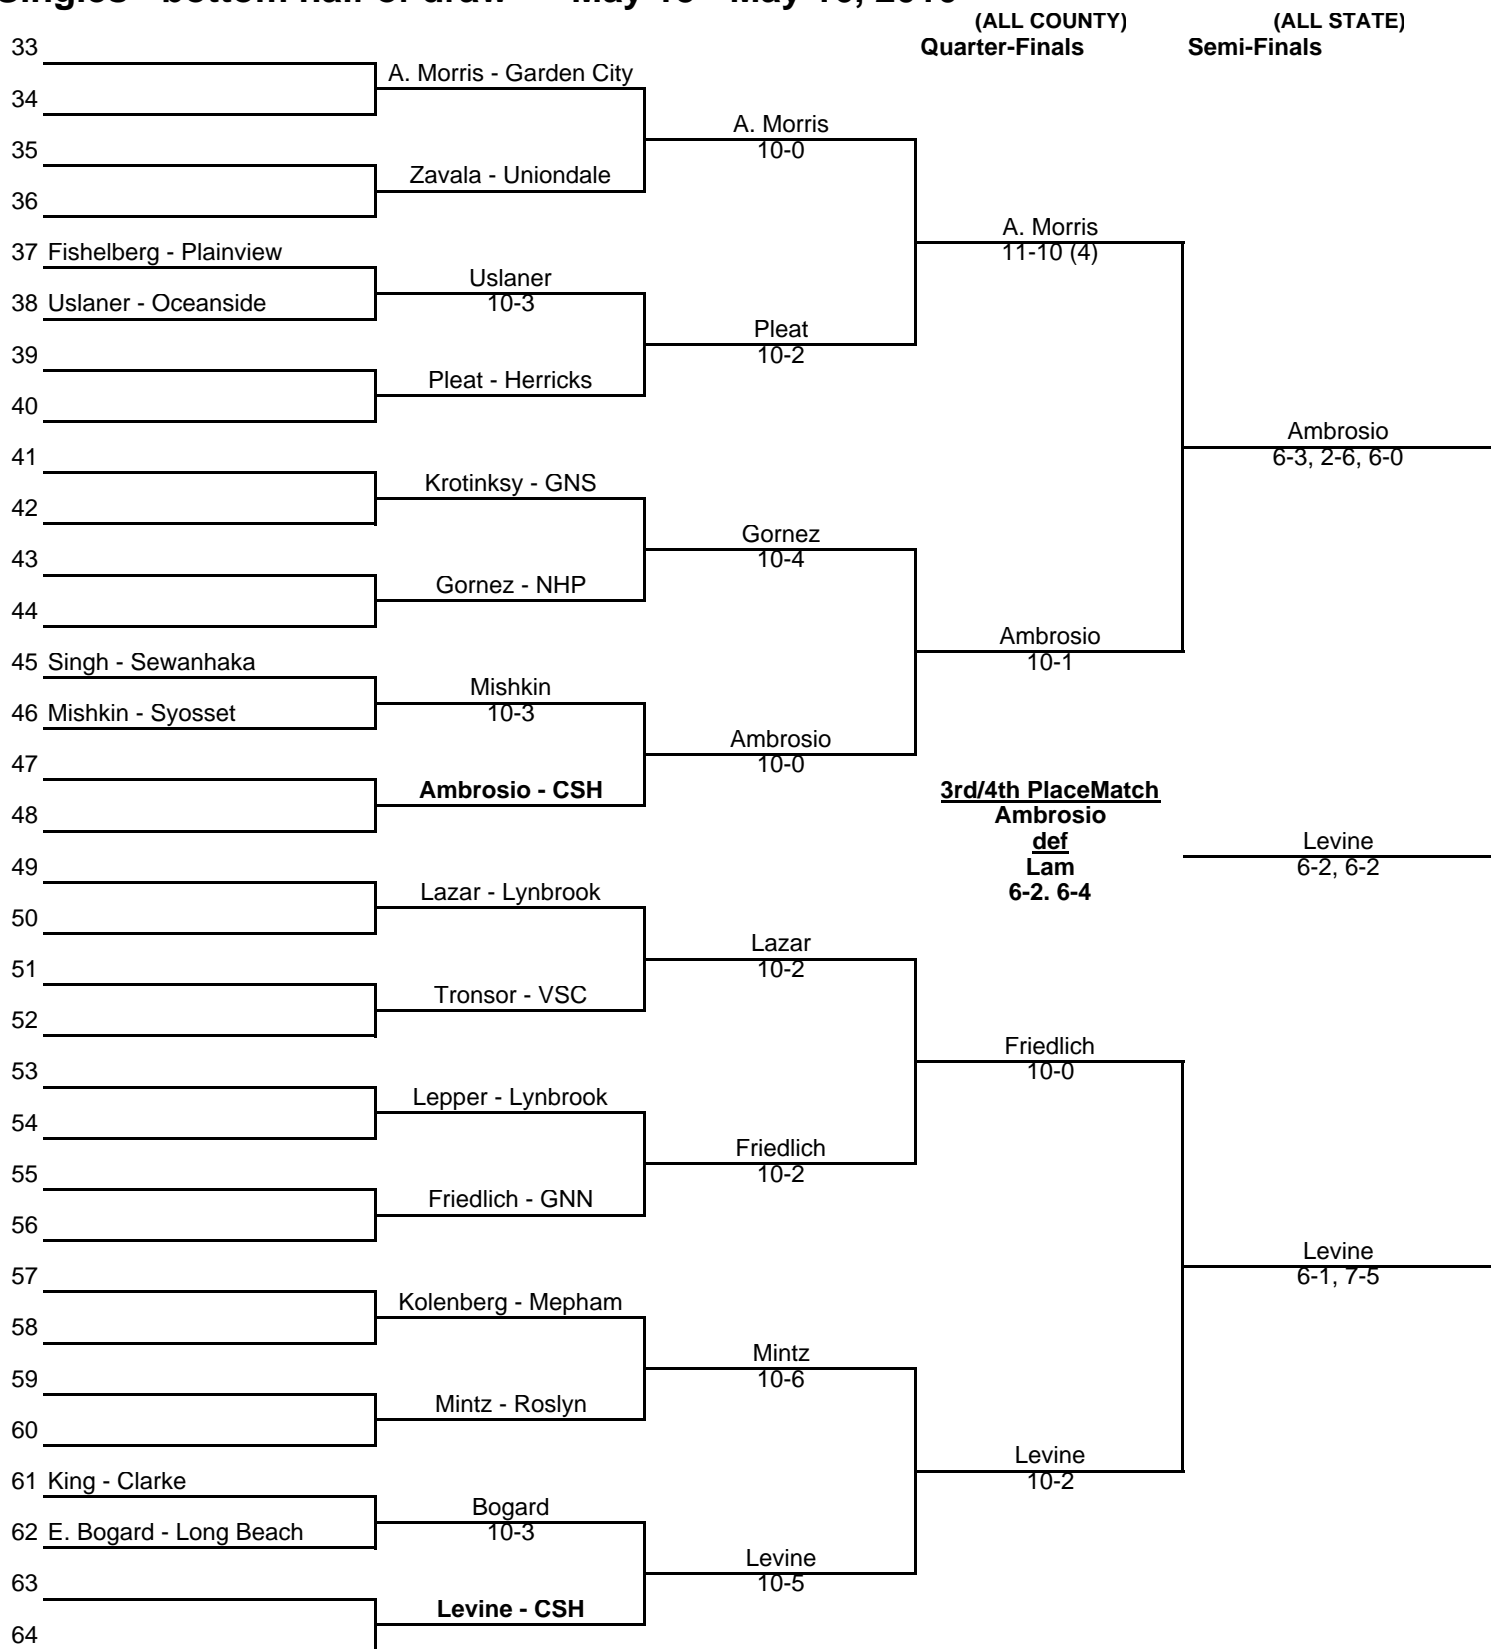 (ALL COUNTY) (ALL STATE)
Quarter-Finals Semi-Finals
33
A. Morris - Garden City
34
A. Morris
35
10-0
Zavala - Uniondale
36
A. Morris
37 Fishelberg - Plainview
11-10 (4)
Uslaner
38 Uslaner - Oceanside
10-3
Pleat
39
10-2
Pleat - Herricks
40
Ambrosio
41
6-3, 2-6, 6-0
Krotinksy - GNS
42
Gornez
43
10-4
Gornez - NHP
44
Ambrosio
45 Singh - Sewanhaka
10-1
Mishkin
46 Mishkin - Syosset
10-3
Ambrosio
47
10-0
Ambrosio - CSH
3rd/4th PlaceMatch
48
Ambrosio
def
Levine
49
Lam
6-2, 6-2
Lazar - Lynbrook
6-2. 6-4
50
Lazar
51
10-2
Tronsor - VSC
52
Friedlich
53
10-0
Lepper - Lynbrook
54
Friedlich
55
10-2
Friedlich - GNN
56
Levine
57
6-1, 7-5
Kolenberg - Mepham
58
Mintz
59
10-6
Mintz - Roslyn
60
Levine
61 King - Clarke
10-2
Bogard
62 E. Bogard - Long Beach
10-3
Levine
63
10-5
Levine - CSH
64